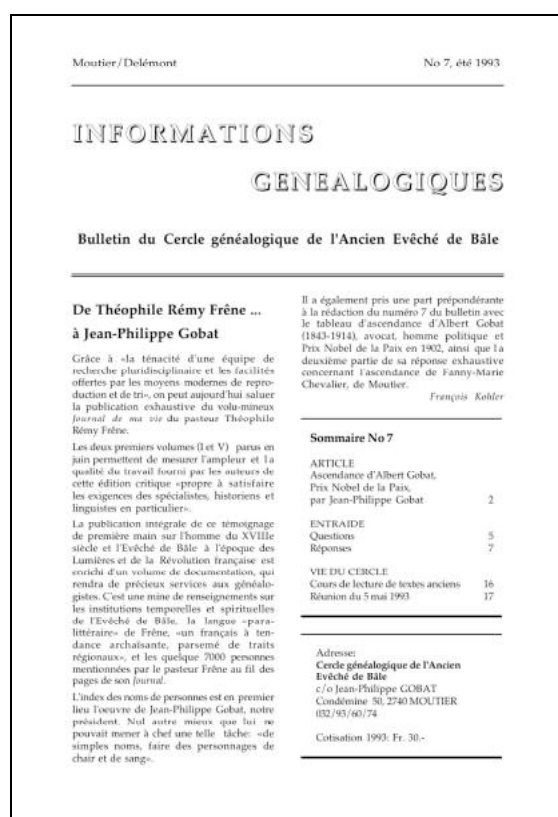 Moutier/Delémont
No 7, été 1993
INFORMATIONS
GENEALOGIQUES
Bulletin du Cercle généalogique de l'Ancien Evêché de Bâle
De Théophile Rémy Frêne ...
à Jean-Philippe Gobat
Grâce à «la ténacité d'une équipe de
recherche pluridisciplinaire et les facilités
offertes par les moyens modernes de repro-
duction et de tri», on peut aujourd'hui saluer
la publication exhaustive du volu-mineux
Journal de ma vie du pasteur Théophile
Rémy Frêne.
Les deux premiers volumes (I et V) parus en
juin permettent de mesurer l'ampleur et la
qualité du travail fourni par les auteurs de
cette édition critique «propre à satisfaire
les exigences des spécialistes, historiens et
linguistes en particulier».
La publication intégrale de ce témoignage
de première main sur l'homme du XVIIIe
siècle et l'Evêché de Bâle à l'époque des
Lumières et de la Révolution française est
enrichi d'un volume de documentation, qui
rendra de précieux services aux généalo-
gistes. C'est une mine de renseignements sur
les institutions temporelles et spirituelles
de l'Evêché de Bâle, la langue «para-
littéraire» de Frêne, «un français à ten-
dance archaïsante, parsemé de traits
régionaux», et les quelque 7000 personnes
mentionnées par le pasteur Frêne au fil des
pages de son journal.
L'index des noms de personnes est en premier
lieu l'oeuvre de Jean-Philippe Gobat, notre
président. Nul autre mieux que lui ne
pouvait mener à chef une telle tâche: «de
simples noms, faire des personnages de
chair et de sang».
Il a également pris une part prépondérante
à la rédaction du numéro 7 du bulletin avec
le tableau d'ascendance d'Albert Gobat
(1843-1914), avocat, homme politique et
Prix Nobel de la Paix en 1902, ainsi que la
deuxième partie de sa réponse exhaustive
concernant l'ascendance de Fanny-Marie
Chevalier, de Moutier.
François Kohler
Sommaire No 7
ARTICLE
Ascendance d'Albert Gobat,
Prix Nobel de la Paix,
par Jean-Philippe Gobat 2
ENTRAIDE
Questions 5
Réponses 7
VIE DU CERCLE
Cours de lecture de textes anciens 16
Réunion du 5 mai 1993 17
Adresse:
Cercle généalogique de l'Ancien
Evêché de Bâle
c/o Jean-Philippe GOBAT
Condémine 50, 2740 MOUTIER
032/93/60/74
Cotisation 1993: Fr. 30.-